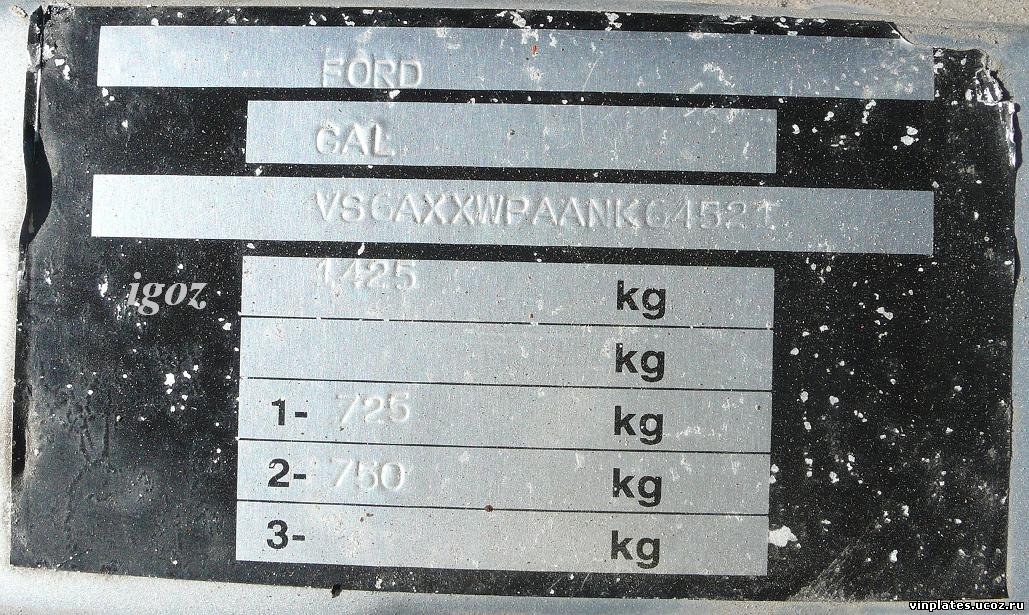 FORD
GAL
VS6AXXWPAANK64521
1425 kg
kg
1- 725 kg
2- 750 kg
3- kg
igoz
vinplates.ucoz.ru